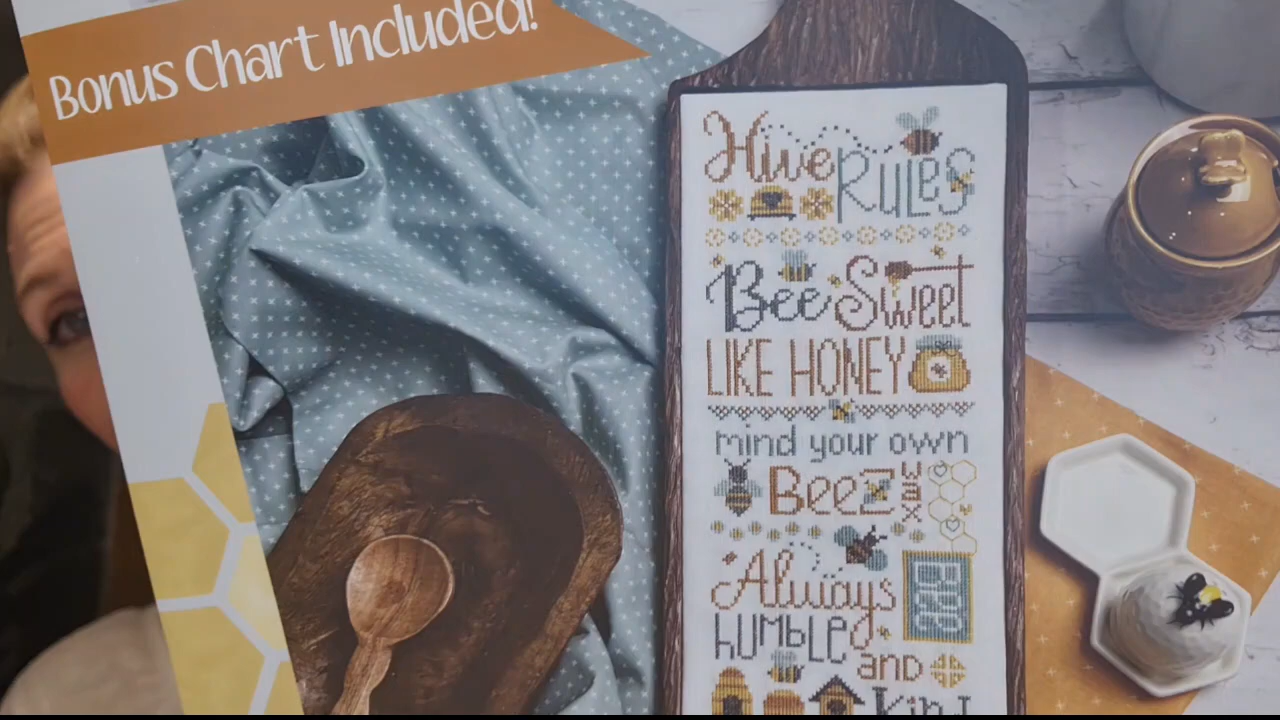 Bonus Chart Included!
Hive Rules
Bee Sweet
LIKE HONEY
mind your own
Beez wax
Always
humble
and